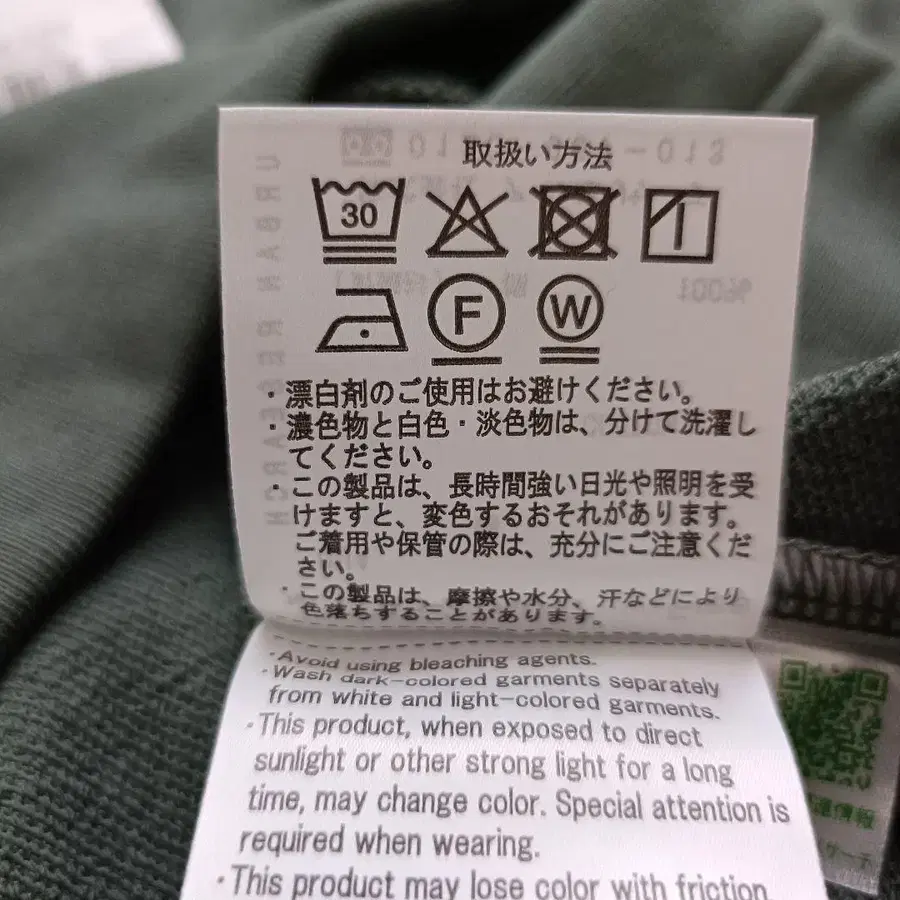 取扱い方法
30
F W
・漂白剤のご使用はお避けください。
・濃色物と白色・淡色物は、分けて洗濯し
てください。
・この製品は、長時間強い日光や照明を受
けますと、変色するおそれがあります。
ご着用や保管の際は、充分にご注意くだ
さい。
・この製品は、摩擦や水分、汗などにより
色落ちすることがあります。
・Avoid using bleaching agents.
・Wash dark-colored garments separately
from white and light-colored garments.
・This product, when exposed to direct
sunlight or other strong light for a long
time, may change color. Special attention is
required when wearing.
・This product may lose color with friction,